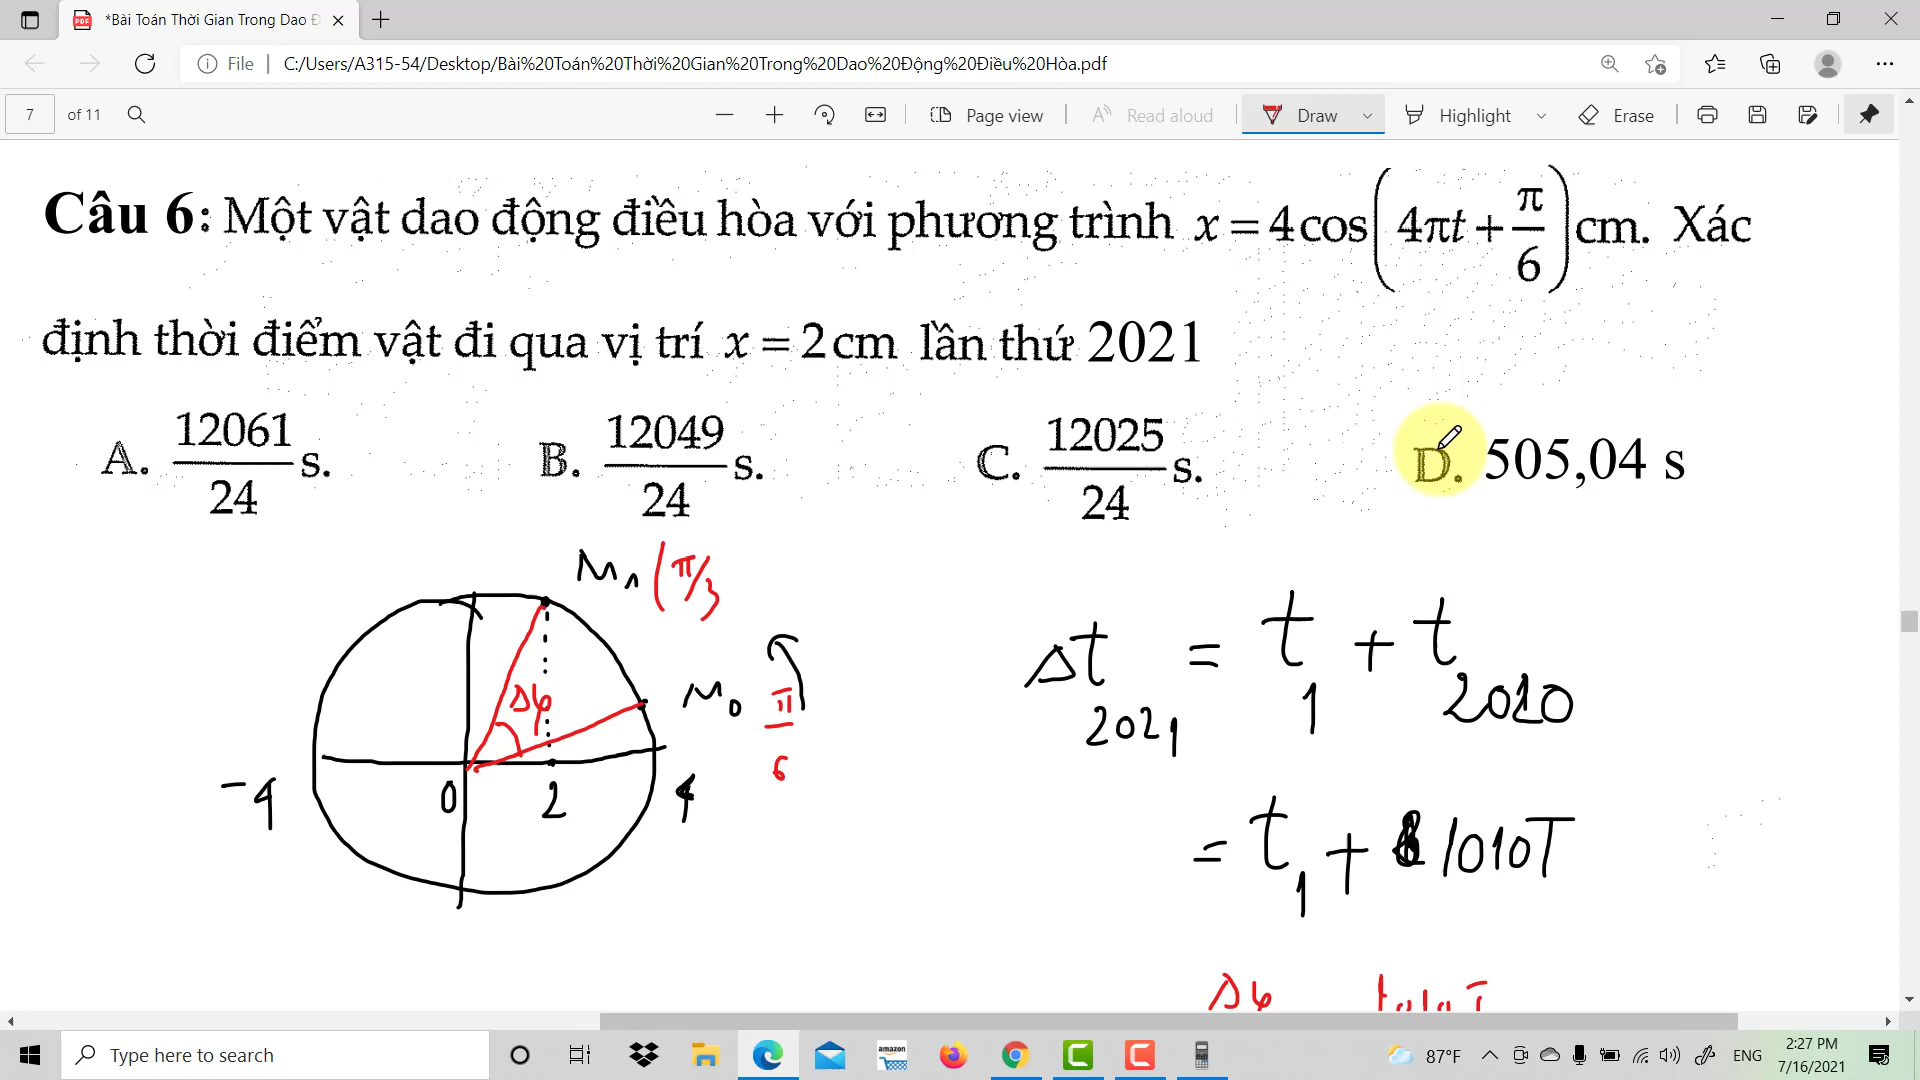 *Bài Toán Thời Gian Trong Dao Đ
File
C:/Users/A315-54/Desktop/Bài%20Toán%20Thời%20Gian%20Trong%20Dao%20Động%20Điều%20Hòa.pdf
7 of 11
Page view
Read aloud
Draw
Highlight
Erase
Câu 6: Một vật dao động điều hòa với phương trình x = 4cos(4πt + π/6) cm. Xác
định thời điểm vật đi qua vị trí x = 2cm lần thứ 2021
A. 12061/24 s. B. 12049/24 s. C. 12025/24 s. D. 505,04 s
M₁ (π/3
Δφ
M₀ π/6
-4 0 2 4
Δt₂₀₂₁ = t₁ + t₂₀₁₀
= t₁ + 1010T
Δφ
Type here to search
amazon
87°F
ENG
2:27 PM
7/16/2021